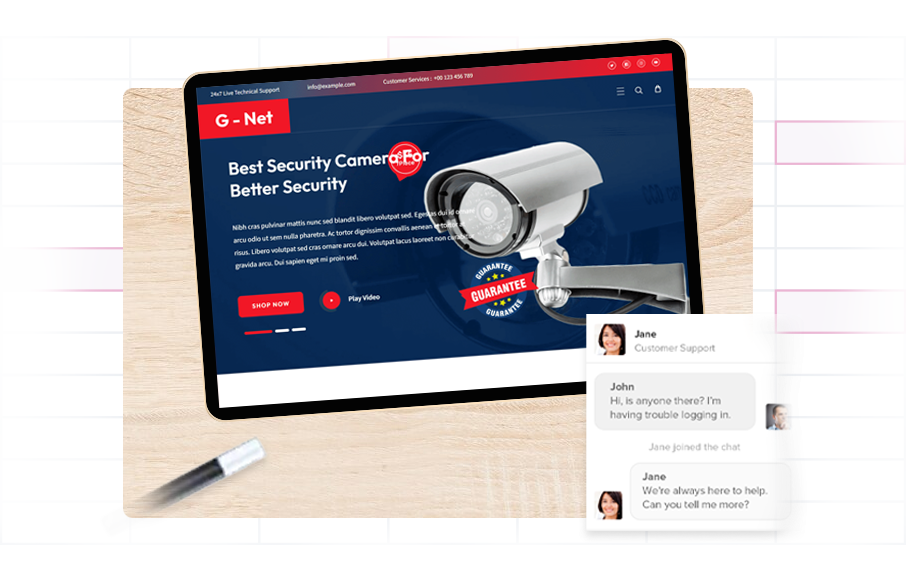 24x7 Live Technical Support
info@example.com
Customer Services : +00 123 456 789
G - Net
Best Security Camera For
Better Security
Nibh cras pulvinar mattis nunc sed blandit libero volutpat sed. Egestas dui id ornare
arcu odio ut sem nulla pharetra. Ac tortor dignissim convallis aenean et tortor at
risus. Libero volutpat sed cras ornare arcu dui. Volutpat lacus laoreet non curabitur
gravida arcu. Dui sapien eget mi proin sed.
SHOP NOW
Play Video
GUARANTEE
GUARANTEE
GUARANTEE
Jane
Customer Support
John
Hi, is anyone there? I'm
having trouble logging in.
Jane joined the chat
Jane
We're always here to help.
Can you tell me more?